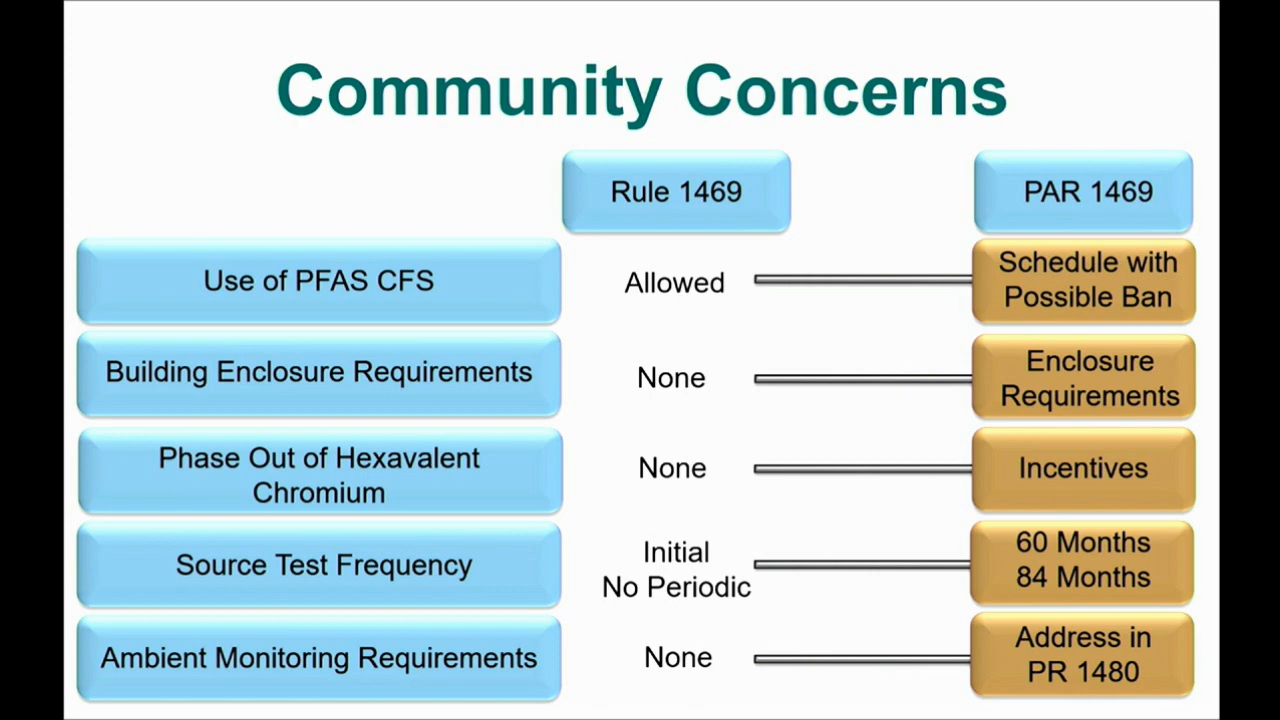 Community Concerns
Rule 1469
PAR 1469
Use of PFAS CFS
Allowed
Schedule with
Possible Ban
Building Enclosure Requirements
None
Enclosure
Requirements
Phase Out of Hexavalent
Chromium
None
Incentives
Source Test Frequency
Initial
No Periodic
60 Months
84 Months
Ambient Monitoring Requirements
None
Address in
PR 1480